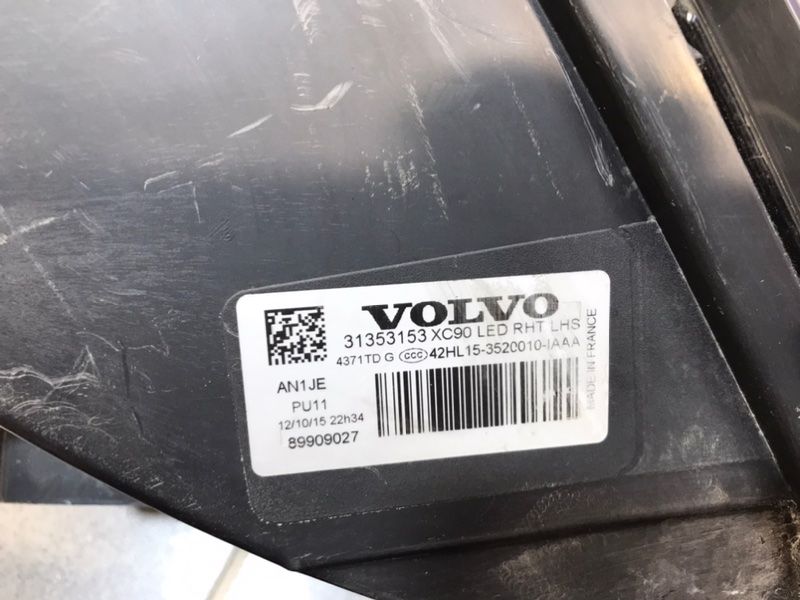 VOLVO
31353153 XC90 LED RHT LHS
4371TD G CCC 42HL15-3520010-IAAA
AN1JE
PU11
12/10/15 22h34
89909027
MADE IN FRANCE